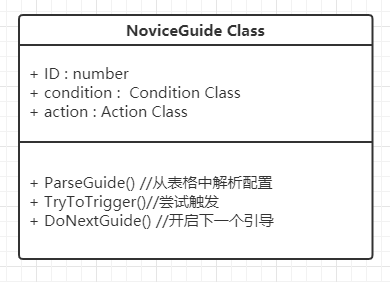 NoviceGuide Class
+ ID : number
+ condition :  Condition Class
+ action : Action Class
+ ParseGuide() //从表格中解析配置
+ TryToTrigger()//尝试触发
+ DoNextGuide() //开启下一个引导